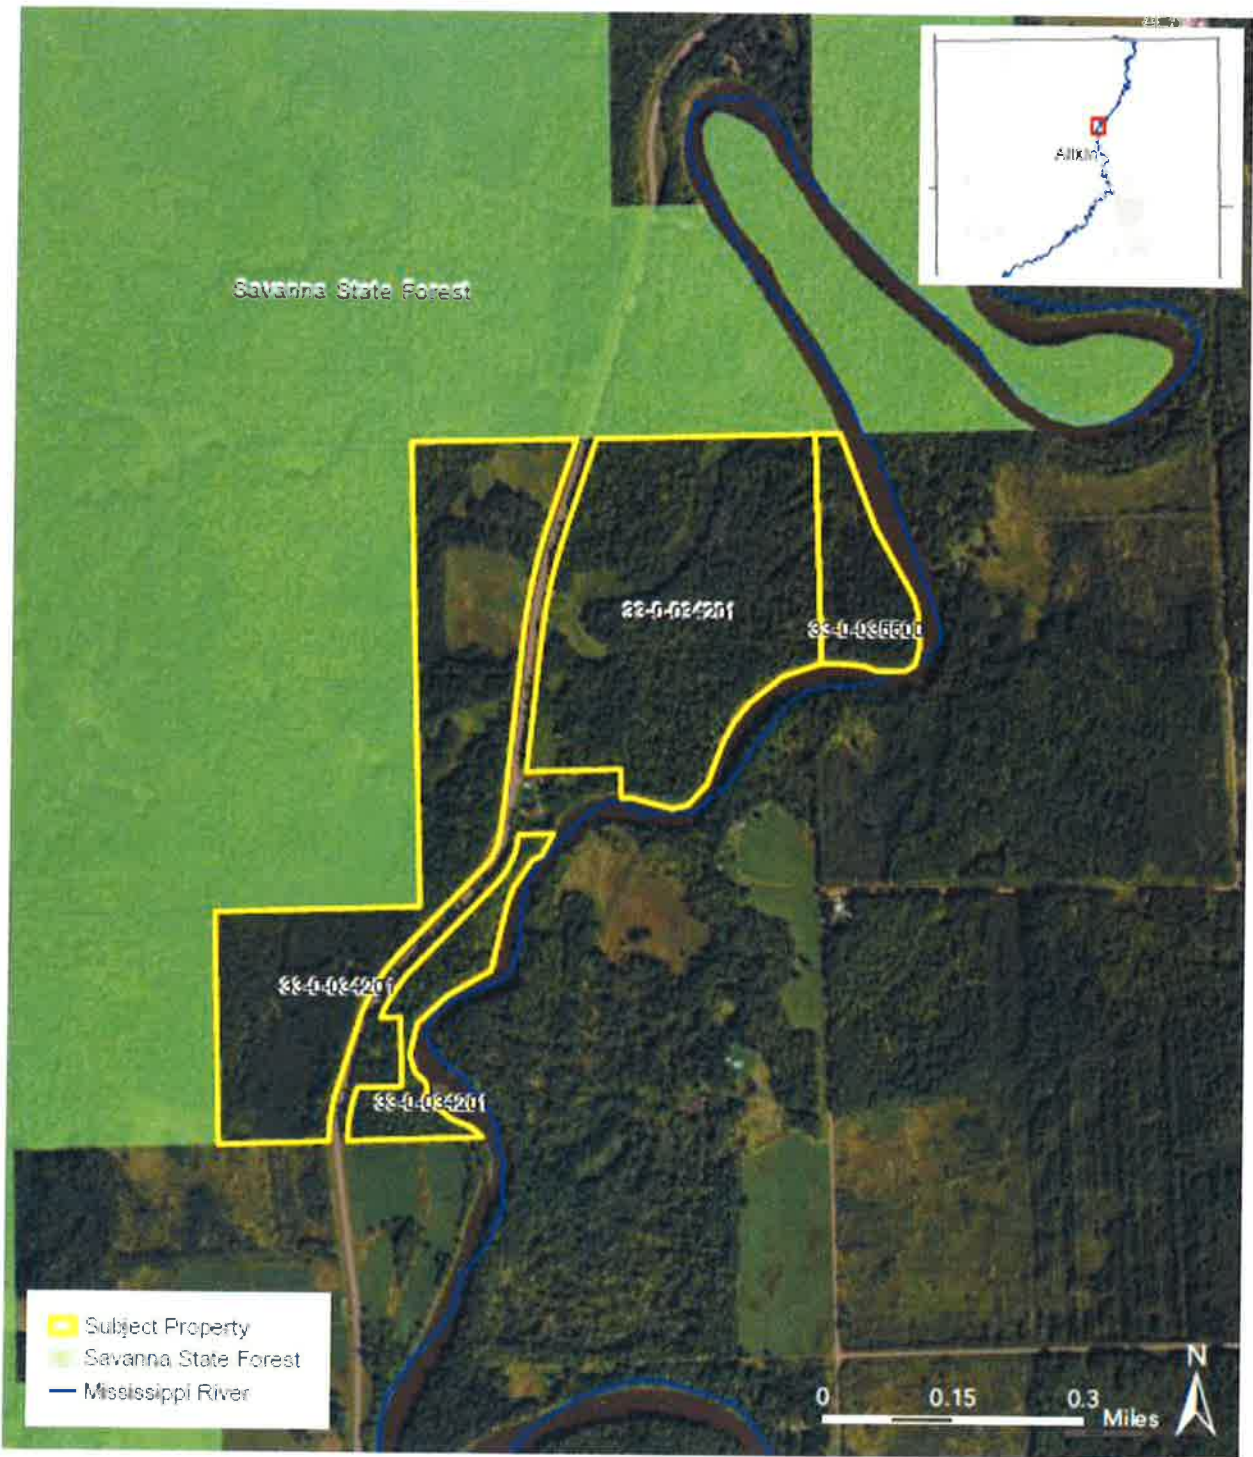 Aitkin
Savanna State Forest
33-0-034201
33-0-035500
33-0-034201
33-0-034201
Subject Property
Savanna State Forest
Mississippi River
0 0.15 0.3
Miles
N